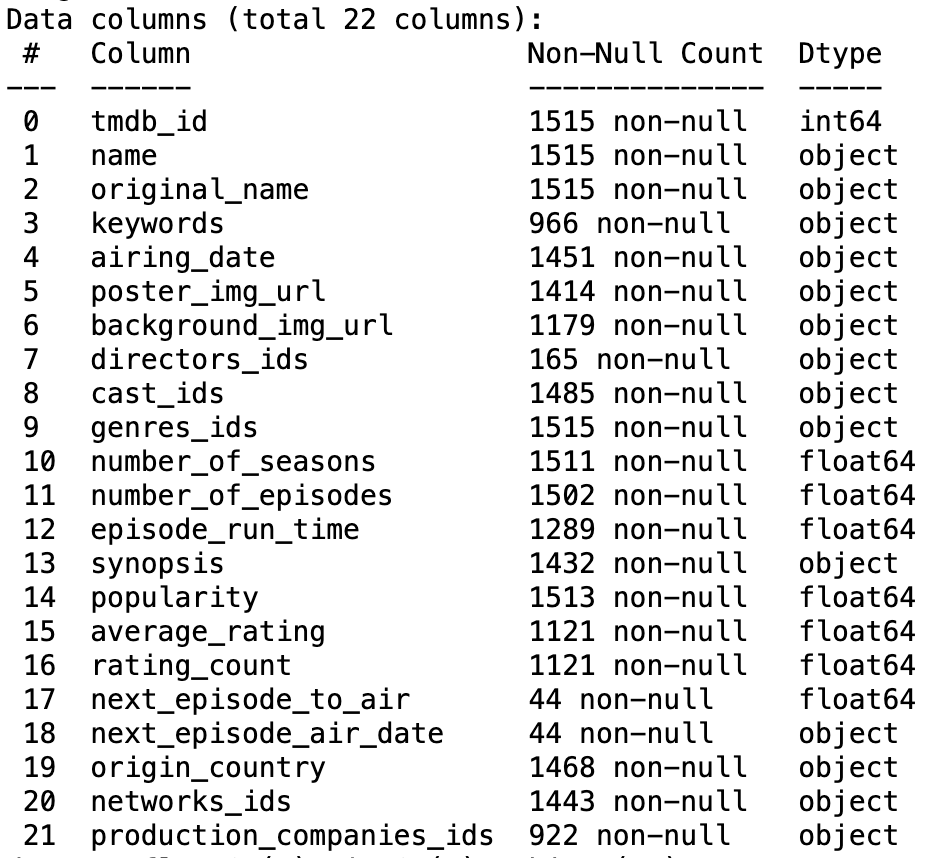 Data columns (total 22 columns):
 #   Column                    Non-Null Count  Dtype
---  ------                    --------------  -----
 0   tmdb_id                   1515 non-null   int64
 1   name                      1515 non-null   object
 2   original_name             1515 non-null   object
 3   keywords                  966 non-null    object
 4   airing_date               1451 non-null   object
 5   poster_img_url            1414 non-null   object
 6   background_img_url        1179 non-null   object
 7   directors_ids             165 non-null    object
 8   cast_ids                  1485 non-null   object
 9   genres_ids                1515 non-null   object
 10  number_of_seasons         1511 non-null   float64
 11  number_of_episodes        1502 non-null   float64
 12  episode_run_time          1289 non-null   float64
 13  synopsis                  1432 non-null   object
 14  popularity                1513 non-null   float64
 15  average_rating            1121 non-null   float64
 16  rating_count              1121 non-null   float64
 17  next_episode_to_air       44 non-null     float64
 18  next_episode_air_date     44 non-null     object
 19  origin_country            1468 non-null   object
 20  networks_ids              1443 non-null   object
 21  production_companies_ids  922 non-null    object